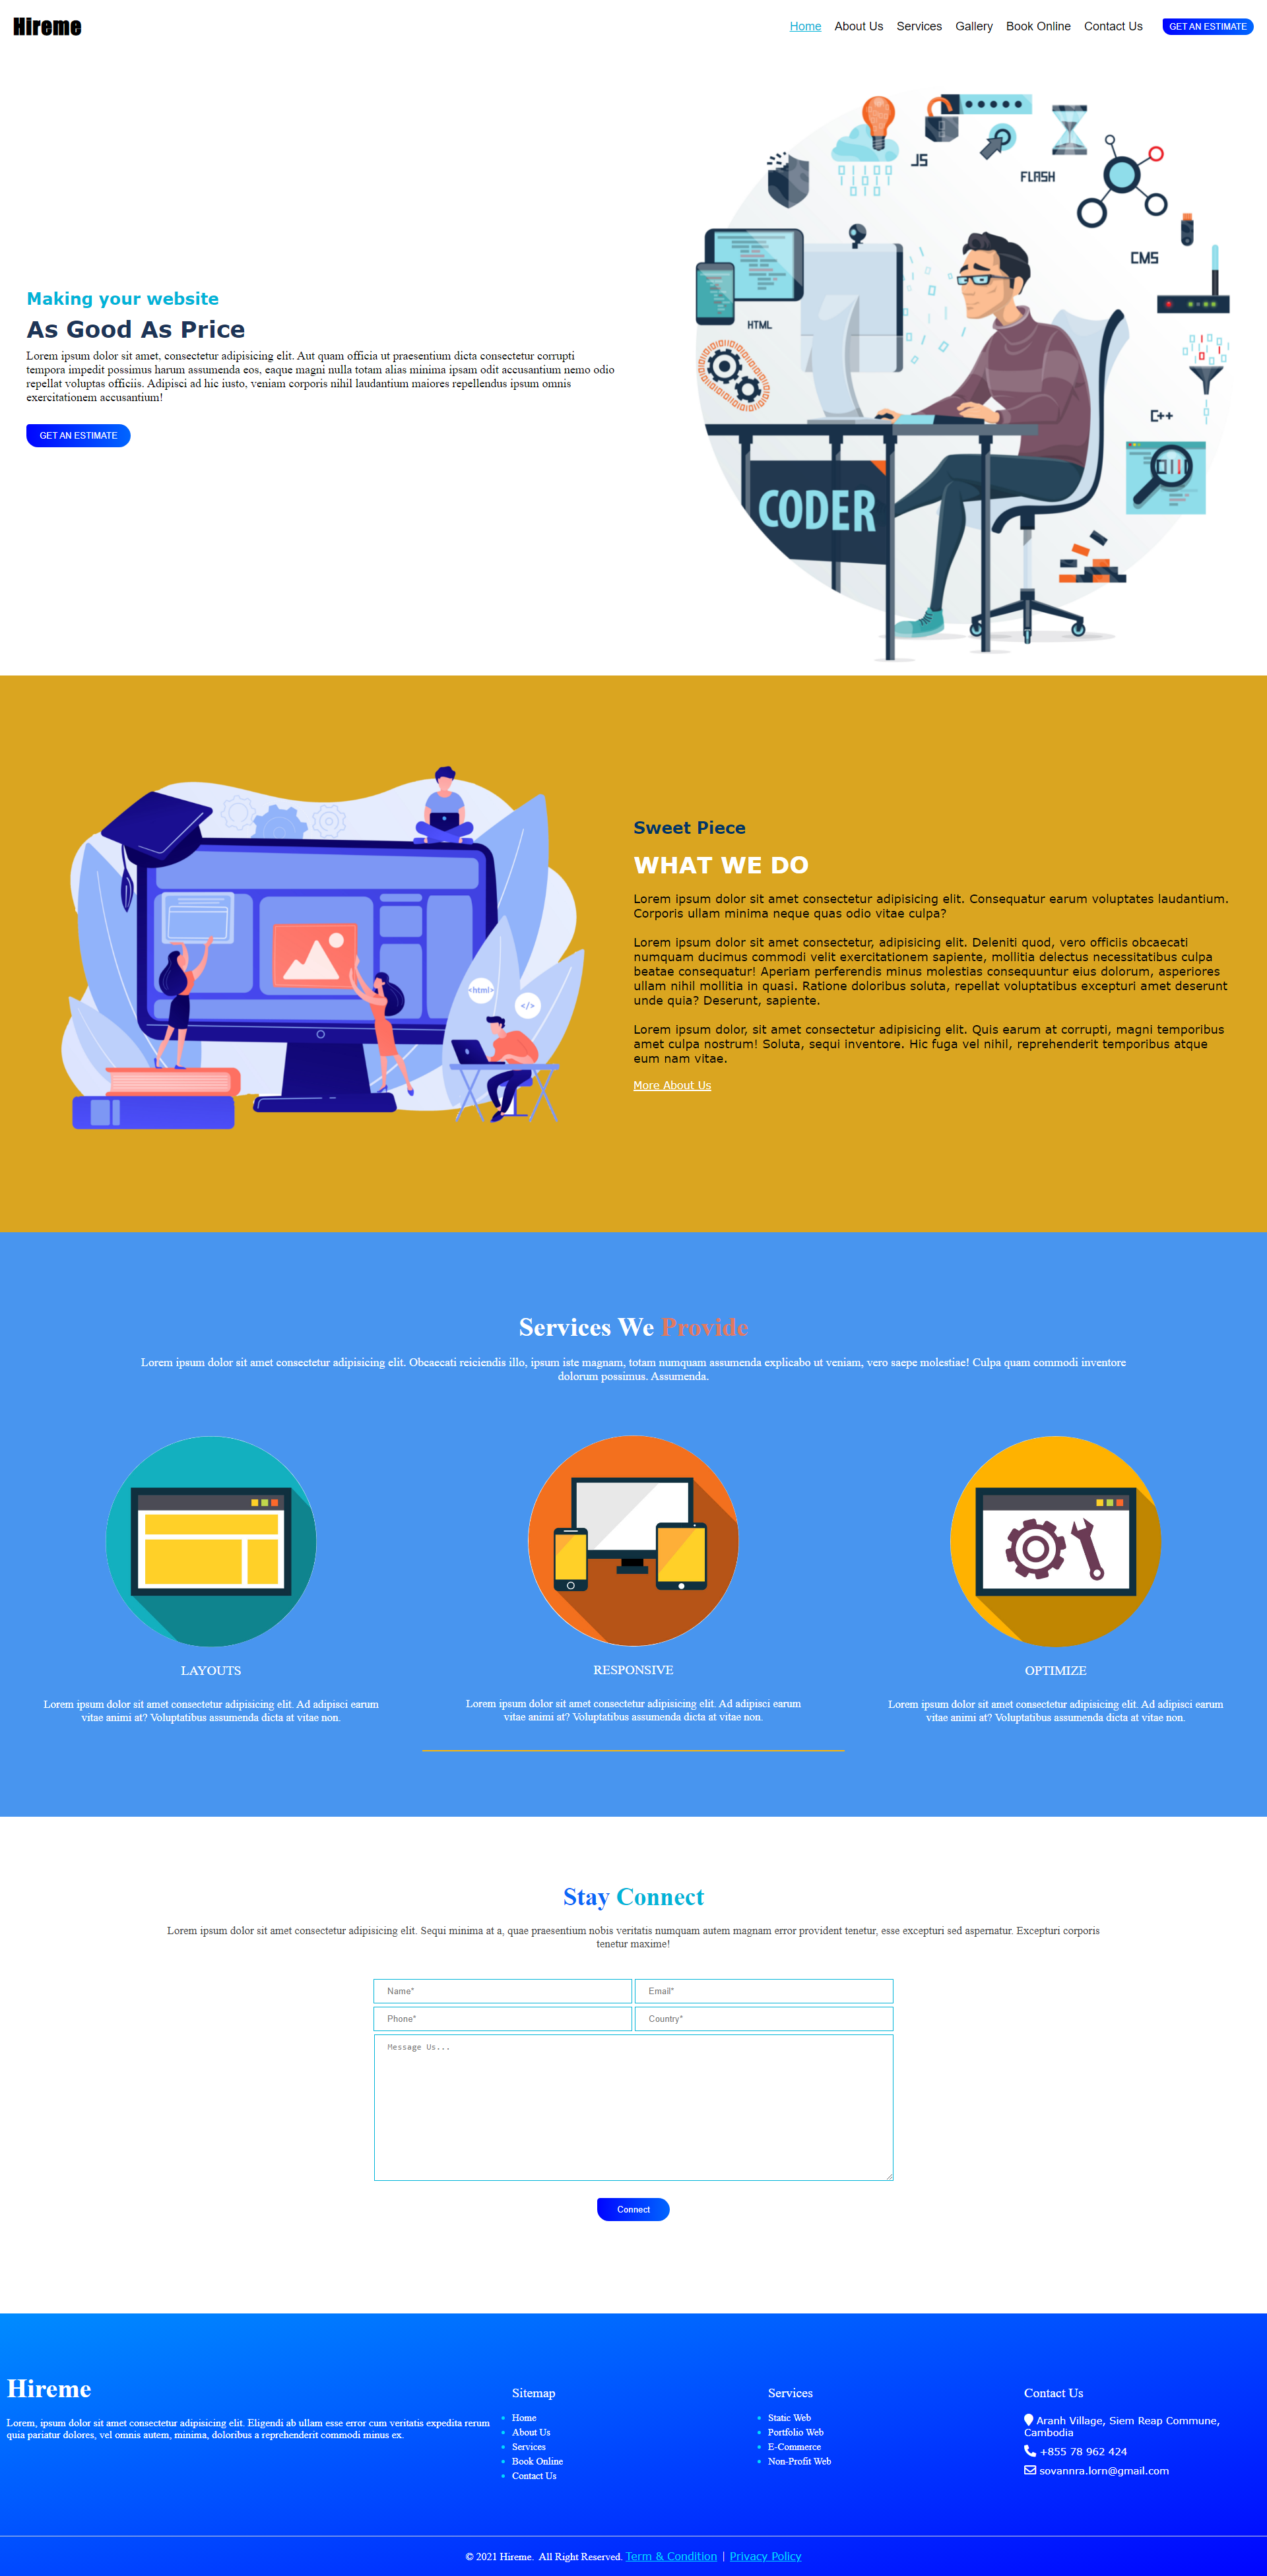 Hireme
Home About Us Services Gallery Book Online Contact Us GET AN ESTIMATE
JS
FLASH
CMS
HTML
C++
CODER
Making your website
As Good As Price
Lorem ipsum dolor sit amet, consectetur adipisicing elit. Aut quam officia ut praesentium dicta consectetur corrupti
tempora impedit possimus harum assumenda eos, eaque magni nulla totam alias minima ipsam odit accusantium nemo odio
repellat voluptas officiis. Adipisci ad hic iusto, veniam corporis nihil laudantium maiores repellendus ipsum omnis
exercitationem accusantium!
GET AN ESTIMATE
<html>
</>
Sweet Piece
WHAT WE DO
Lorem ipsum dolor sit amet consectetur adipisicing elit. Consequatur earum voluptates laudantium.
Corporis ullam minima neque quas odio vitae culpa?
Lorem ipsum dolor sit amet consectetur, adipisicing elit. Deleniti quod, vero officiis obcaecati
numquam ducimus commodi velit exercitationem sapiente, mollitia delectus necessitatibus culpa
beatae consequatur! Aperiam perferendis minus molestias consequuntur eius dolorum, asperiores
ullam nihil mollitia in quasi. Ratione doloribus soluta, repellat voluptatibus excepturi amet deserunt
unde quia? Deserunt, sapiente.
Lorem ipsum dolor, sit amet consectetur adipisicing elit. Quis earum at corrupti, magni temporibus
amet culpa nostrum! Soluta, sequi inventore. Hic fuga vel nihil, reprehenderit temporibus atque
eum nam vitae.
More About Us
Services We Provide
Lorem ipsum dolor sit amet consectetur adipisicing elit. Obcaecati reiciendis illo, ipsum iste magnam, totam numquam assumenda explicabo ut veniam, vero saepe molestiae! Culpa quam commodi inventore
dolorum possimus. Assumenda.
LAYOUTS
Lorem ipsum dolor sit amet consectetur adipisicing elit. Ad adipisci earum
vitae animi at? Voluptatibus assumenda dicta at vitae non.
RESPONSIVE
Lorem ipsum dolor sit amet consectetur adipisicing elit. Ad adipisci earum
vitae animi at? Voluptatibus assumenda dicta at vitae non.
OPTIMIZE
Lorem ipsum dolor sit amet consectetur adipisicing elit. Ad adipisci earum
vitae animi at? Voluptatibus assumenda dicta at vitae non.
Stay Connect
Lorem ipsum dolor sit amet consectetur adipisicing elit. Sequi minima at a, quae praesentium nobis veritatis numquam autem magnam error provident tenetur, esse excepturi sed aspernatur. Excepturi corporis
tenetur maxime!
Name* Email*
Phone* Country*
Message Us...
Connect
Hireme
Lorem, ipsum dolor sit amet consectetur adipisicing elit. Eligendi ab ullam esse error cum veritatis expedita rerum
quia pariatur dolores, vel omnis autem, minima, doloribus a reprehenderit commodi minus ex.
Sitemap
Home
About Us
Services
Book Online
Contact Us
Services
Static Web
Portfolio Web
E-Commerce
Non-Profit Web
Contact Us
Aranh Village, Siem Reap Commune,
Cambodia
+855 78 962 424
sovannra.lorn@gmail.com
© 2021 Hireme. All Right Reserved. Term & Condition | Privacy Policy